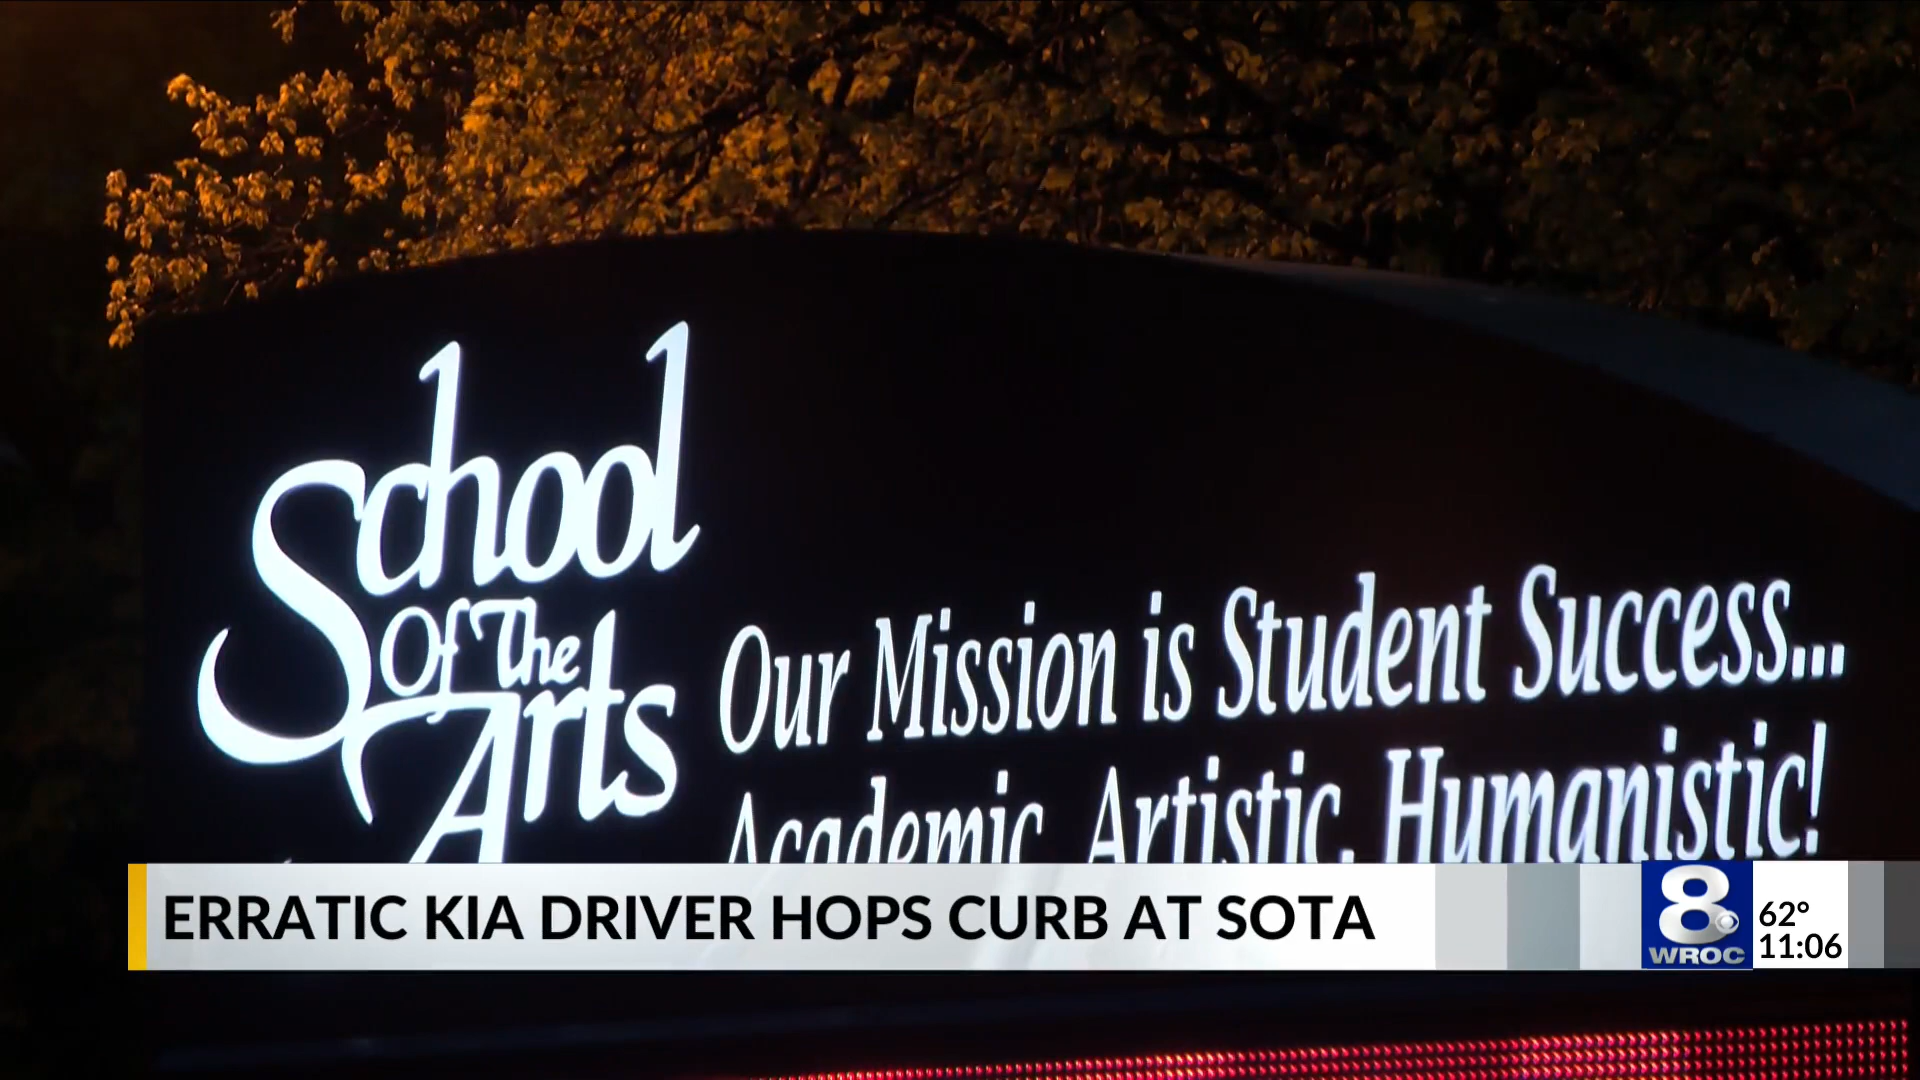 School
Of The
Arts
Our Mission is Student Success...
Academic, Artistic, Humanistic!
ERRATIC KIA DRIVER HOPS CURB AT SOTA
8
WROC
62°
11:06